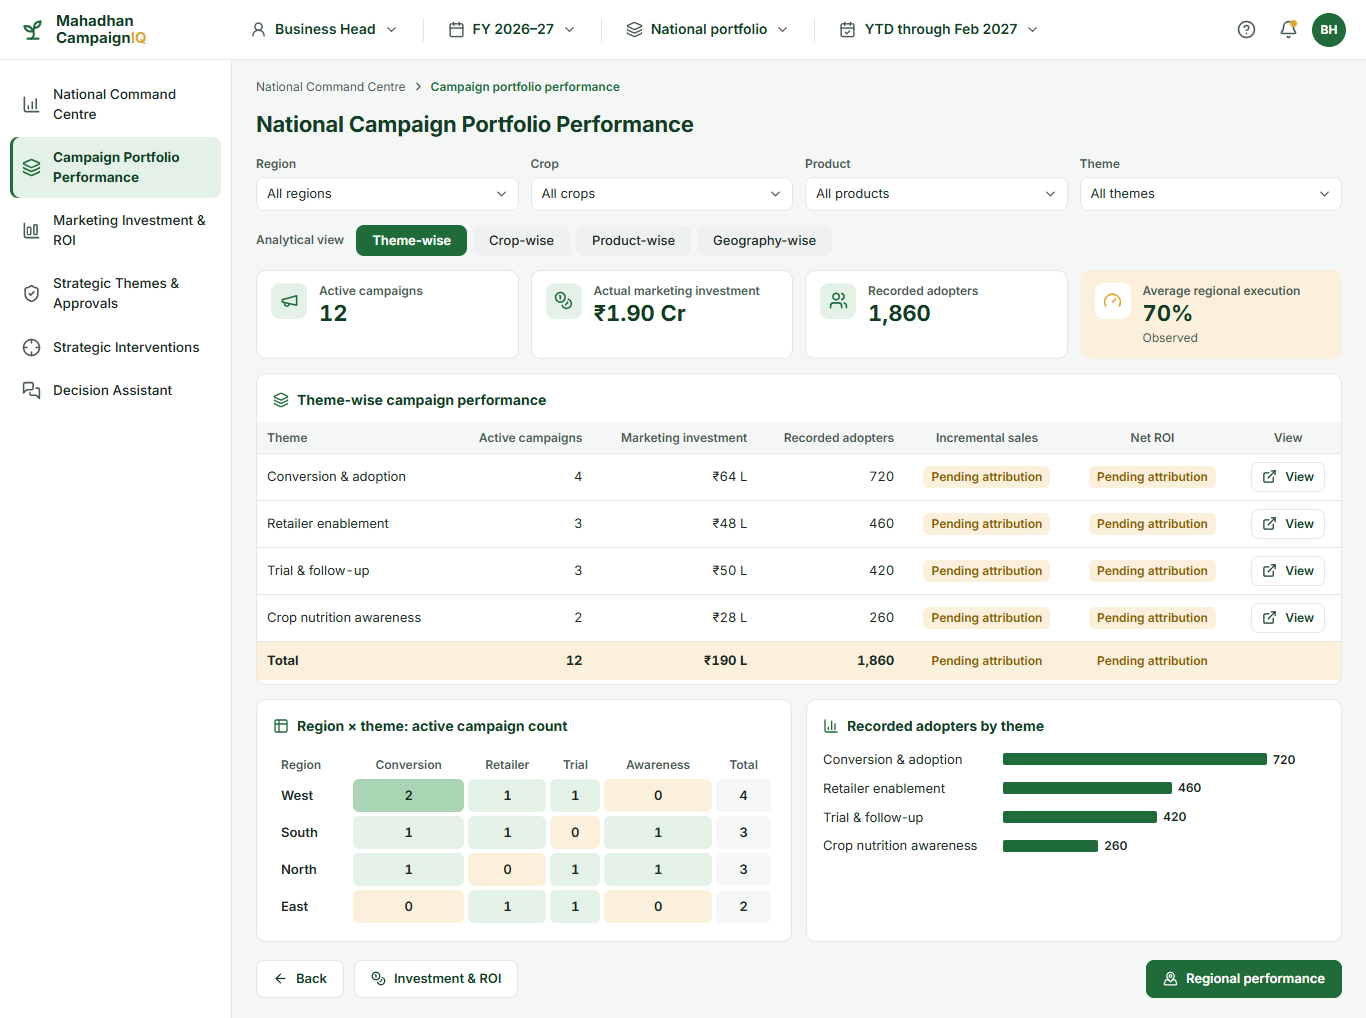 Mahadhan
CampaignIQ
Business Head
FY 2026–27
National portfolio
YTD through Feb 2027
BH
National Command
Centre
Campaign Portfolio
Performance
Marketing Investment &
ROI
Strategic Themes &
Approvals
Strategic Interventions
Decision Assistant
National Command Centre > Campaign portfolio performance
National Campaign Portfolio Performance
Region Crop Product Theme
All regions All crops All products All themes
Analytical view Theme-wise Crop-wise Product-wise Geography-wise
Active campaigns
12
Actual marketing investment
₹1.90 Cr
Recorded adopters
1,860
Average regional execution
70%
Observed
Theme-wise campaign performance
Theme Active campaigns Marketing investment Recorded adopters Incremental sales Net ROI View
Conversion & adoption 4 ₹64 L 720 Pending attribution Pending attribution View
Retailer enablement 3 ₹48 L 460 Pending attribution Pending attribution View
Trial & follow-up 3 ₹50 L 420 Pending attribution Pending attribution View
Crop nutrition awareness 2 ₹28 L 260 Pending attribution Pending attribution View
Total 12 ₹190 L 1,860 Pending attribution Pending attribution
Region × theme: active campaign count
Region Conversion Retailer Trial Awareness Total
West 2 1 1 0 4
South 1 1 0 1 3
North 1 0 1 1 3
East 0 1 1 0 2
Recorded adopters by theme
Conversion & adoption 720
Retailer enablement 460
Trial & follow-up 420
Crop nutrition awareness 260
Back
Investment & ROI
Regional performance